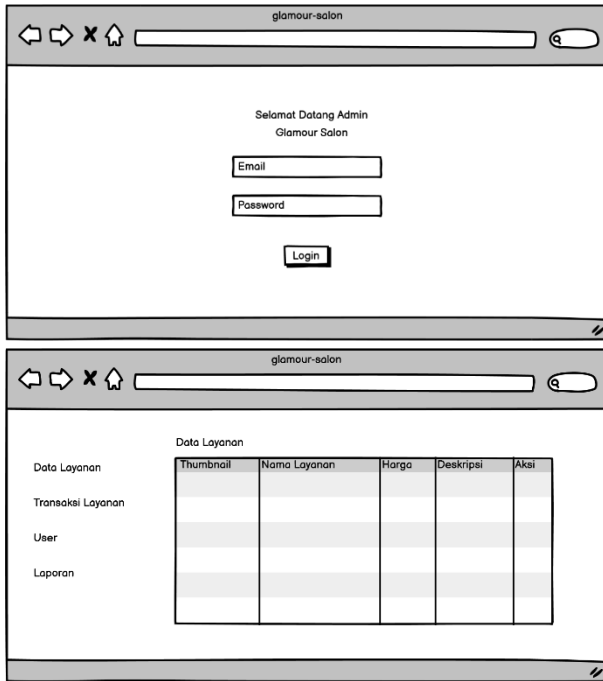 glamour-salon
Selamat Datang Admin
Glamour Salon
Email
Password
Login
glamour-salon
Data Layanan
Transaksi Layanan
User
Laporan
Data Layanan
Thumbnail Nama Layanan Harga Deskripsi Aksi